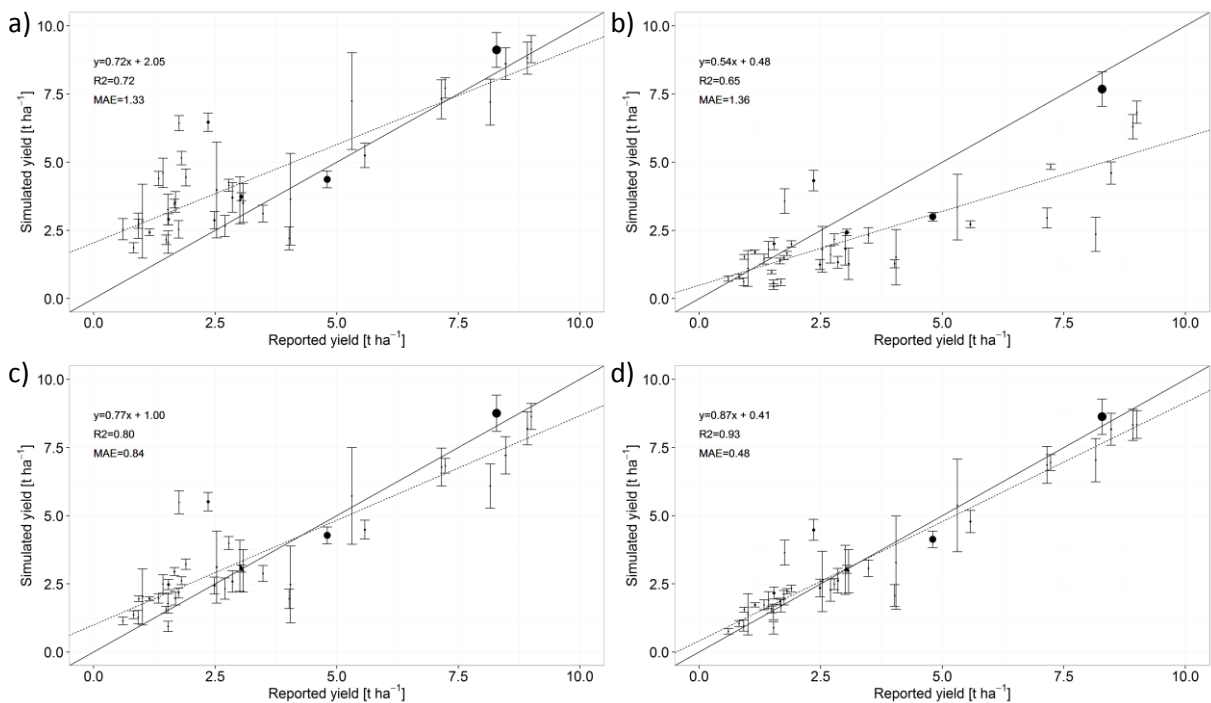 a)
y=0.72x + 2.05
R2=0.72
MAE=1.33
10.0
7.5
5.0
2.5
0.0
Simulated yield [t ha⁻¹]
0.0 2.5 5.0 7.5 10.0
Reported yield [t ha⁻¹]
b)
y=0.54x + 0.48
R2=0.65
MAE=1.36
10.0
7.5
5.0
2.5
0.0
Simulated yield [t ha⁻¹]
0.0 2.5 5.0 7.5 10.0
Reported yield [t ha⁻¹]
c)
y=0.77x + 1.00
R2=0.80
MAE=0.84
10.0
7.5
5.0
2.5
0.0
Simulated yield [t ha⁻¹]
0.0 2.5 5.0 7.5 10.0
Reported yield [t ha⁻¹]
d)
y=0.87x + 0.41
R2=0.93
MAE=0.48
10.0
7.5
5.0
2.5
0.0
Simulated yield [t ha⁻¹]
0.0 2.5 5.0 7.5 10.0
Reported yield [t ha⁻¹]